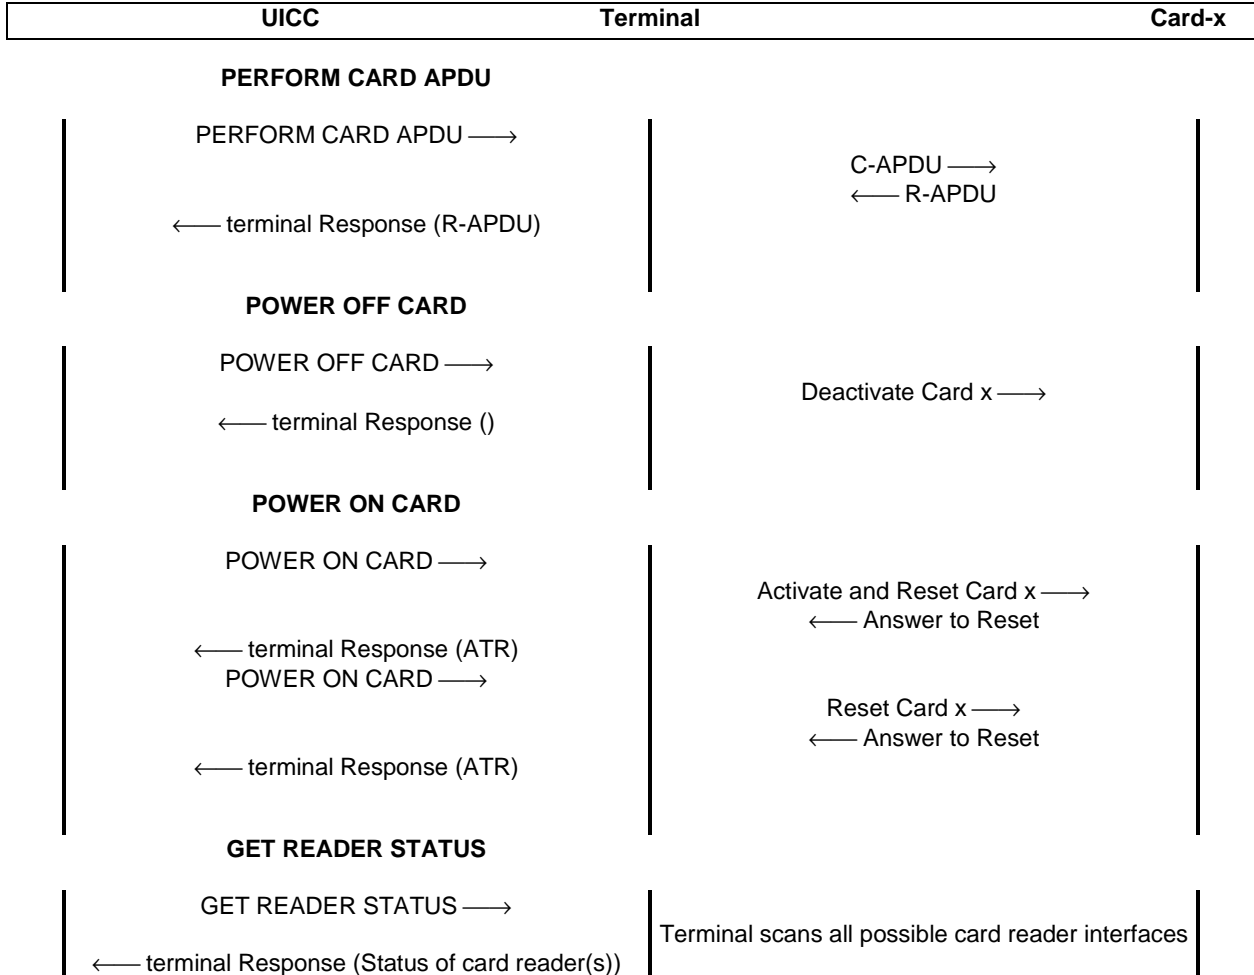 UICC Terminal Card-x
PERFORM CARD APDU
PERFORM CARD APDU ⟶
C-APDU ⟶
⟵ R-APDU
⟵ terminal Response (R-APDU)
POWER OFF CARD
POWER OFF CARD ⟶
Deactivate Card x ⟶
⟵ terminal Response ()
POWER ON CARD
POWER ON CARD ⟶
Activate and Reset Card x ⟶
⟵ Answer to Reset
⟵ terminal Response (ATR)
POWER ON CARD ⟶
Reset Card x ⟶
⟵ Answer to Reset
⟵ terminal Response (ATR)
GET READER STATUS
GET READER STATUS ⟶
Terminal scans all possible card reader interfaces
⟵ terminal Response (Status of card reader(s))